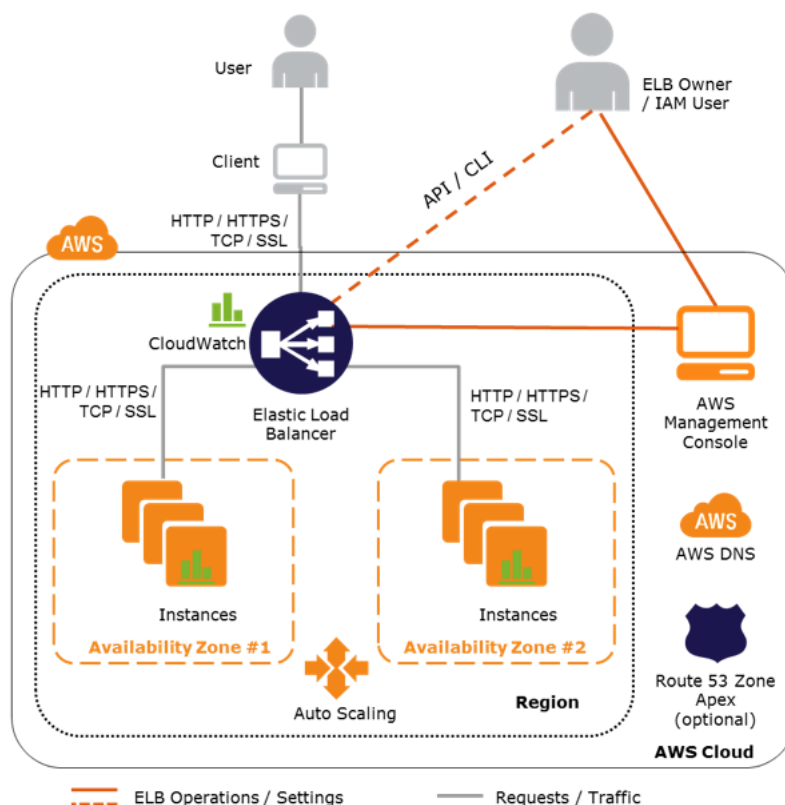 User
ELB Owner
/ IAM User
Client
API / CLI
HTTP / HTTPS /
TCP / SSL
AWS
CloudWatch
HTTP / HTTPS /
TCP / SSL
Elastic Load
Balancer
HTTP / HTTPS /
TCP / SSL
AWS
Management
Console
Instances
Availability Zone #1
Instances
Availability Zone #2
AWS
AWS DNS
Auto Scaling
Region
Route 53 Zone
Apex
(optional)
AWS Cloud
ELB Operations / Settings
Requests / Traffic